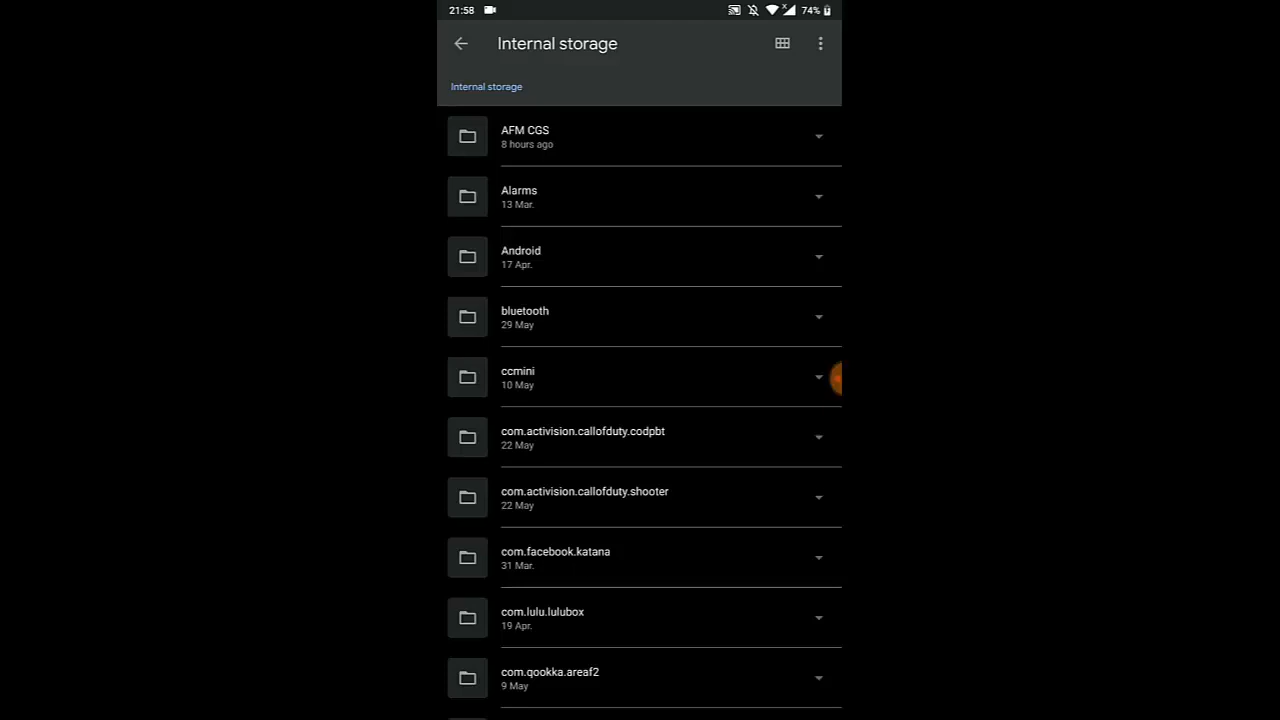 21:58
74%
Internal storage
Internal storage
AFM CGS
8 hours ago
Alarms
13 Mar.
Android
17 Apr.
bluetooth
29 May
ccmini
10 May
com.activision.callofduty.codpbt
22 May
com.activision.callofduty.shooter
22 May
com.facebook.katana
31 Mar.
com.lulu.lulubox
19 Apr.
com.qookka.areaf2
9 May